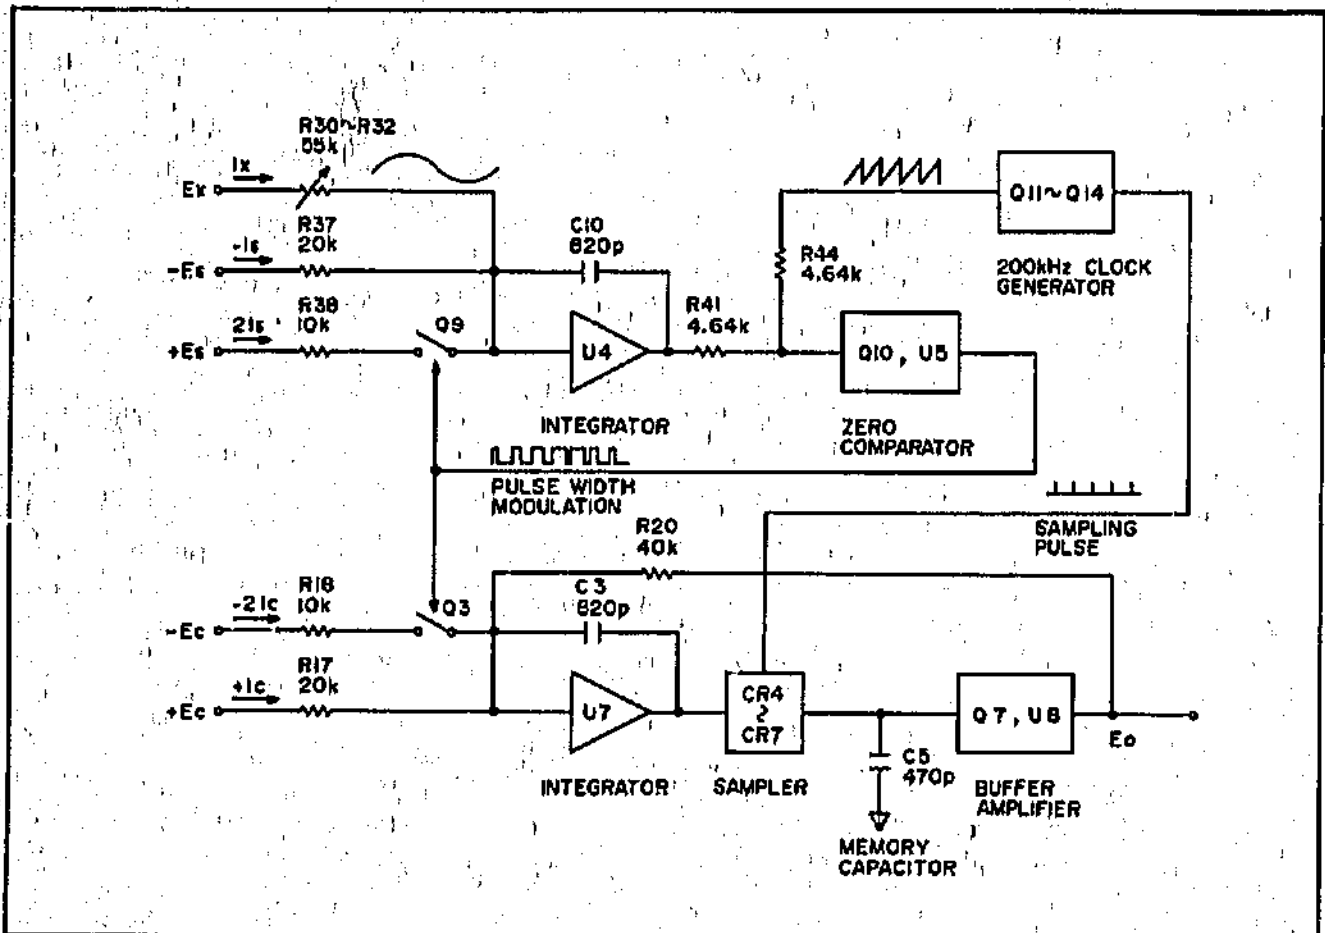 R30~R32
55k
Ix
Ex
R37
20k
-Is
-Es
R38
10k
2Is
+Es
Q9
C10
820p
U4
INTEGRATOR
R41
4.64k
R44
4.64k
Q11~Q14
200kHz CLOCK
GENERATOR
Q10, U5
ZERO
COMPARATOR
PULSE WIDTH
MODULATION
SAMPLING
PULSE
R20
40k
R18
10k
-2Ic
-Ec
Q3
C3
820p
R17
20k
+Ic
+Ec
U7
INTEGRATOR
CR4
~
CR7
SAMPLER
C5
470p
MEMORY
CAPACITOR
Q7, U8
BUFFER
AMPLIFIER
Eo